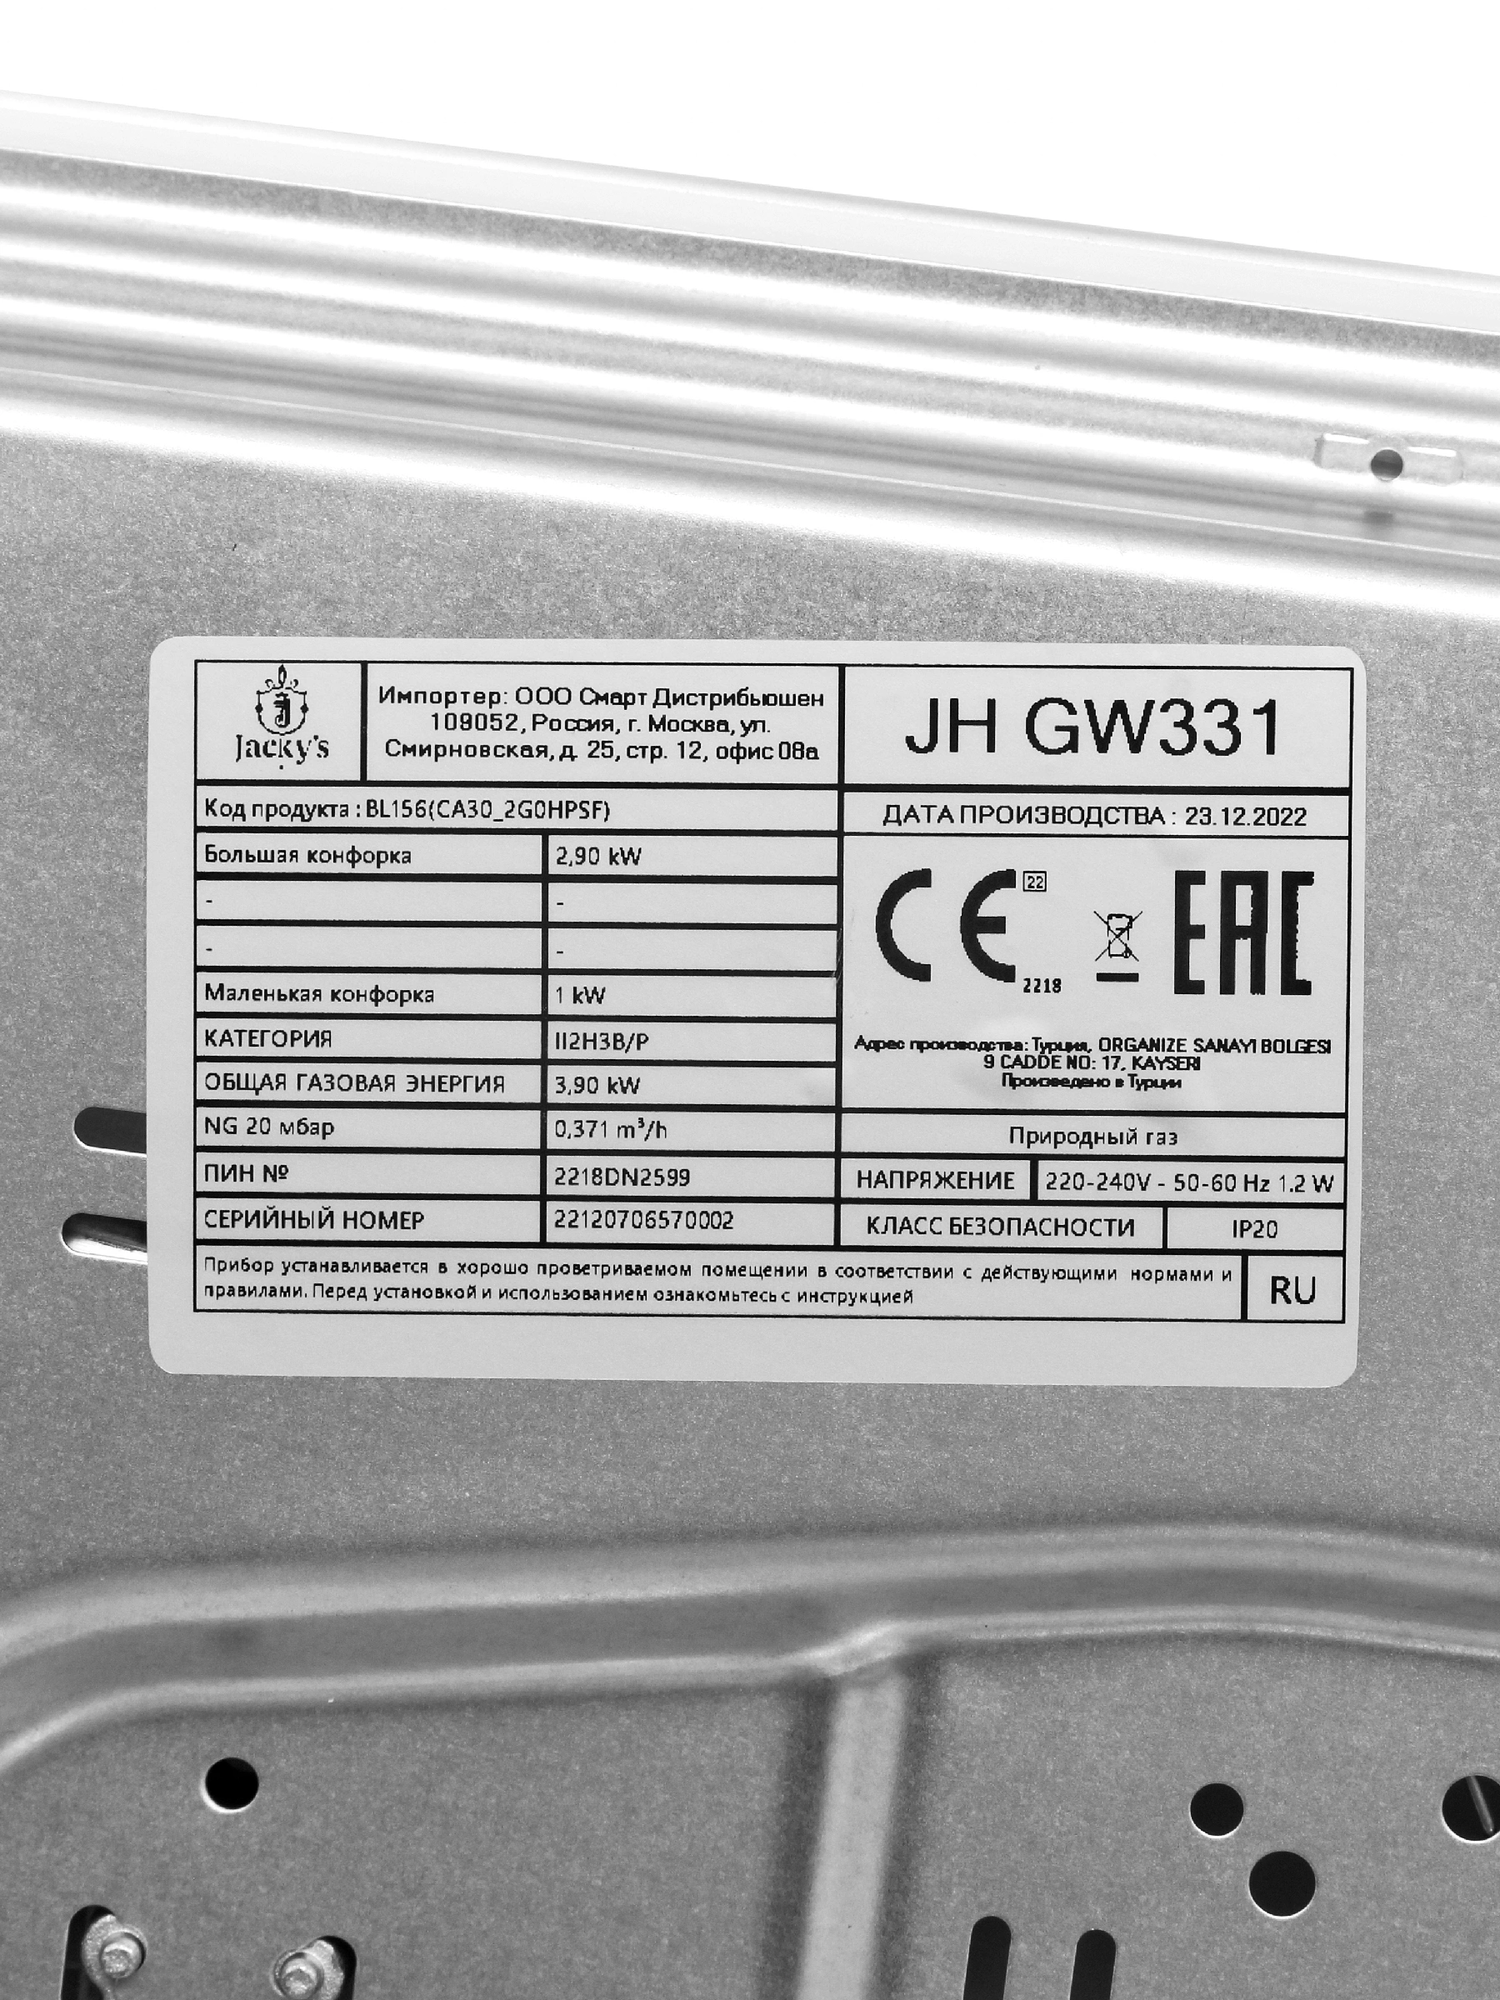 Jacky's
Импортер: ООО Смарт Дистрибьюшен
109052, Россия, г. Москва, ул.
Смирновская, д. 25, стр. 12, офис 08а
JH GW331
Код продукта : BL156(CA30_2G0HPSF)
ДАТА ПРОИЗВОДСТВА : 23.12.2022
Большая конфорка 2,90 kW
- -
- -
Маленькая конфорка 1 kW
КАТЕГОРИЯ II2H3B/P
ОБЩАЯ ГАЗОВАЯ ЭНЕРГИЯ 3,90 kW
NG 20 мбар 0,371 m³/h
ПИН № 2218DN2599
СЕРИЙНЫЙ НОМЕР 22120706570002
CE 22
2218
EAC
Адрес производства: Турция, ORGANIZE SANAYI BOLGESI
9 CADDE NO: 17, KAYSERI
Произведено в Турции
Природный газ
НАПРЯЖЕНИЕ 220-240V - 50-60 Hz 1.2 W
КЛАСС БЕЗОПАСНОСТИ IP20
Прибор устанавливается в хорошо проветриваемом помещении в соответствии с действующими нормами и
правилами. Перед установкой и использованием ознакомьтесь с инструкцией
RU